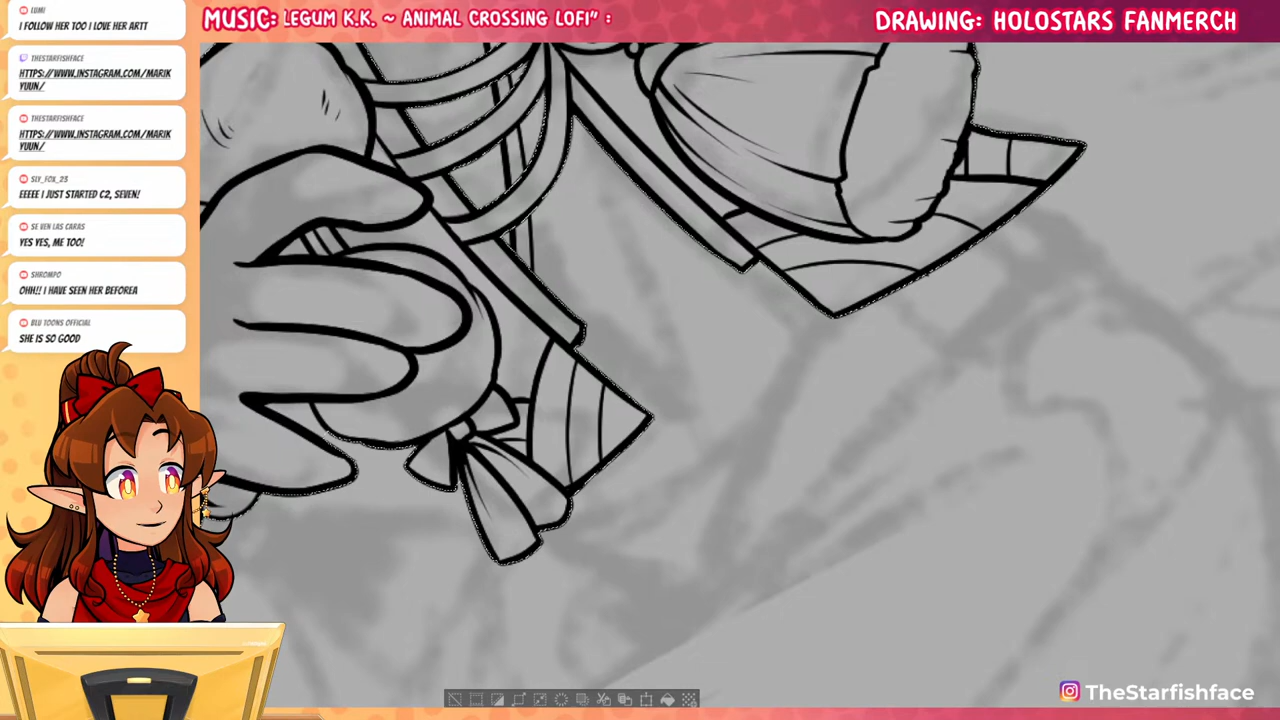 MUSIC: LEGUM K.K. ~ ANIMAL CROSSING LOFI" :
DRAWING: HOLOSTARS FANMERCH
LUMI
I FOLLOW HER TOO I LOVE HER ARTT
THESTARFISHFACE
HTTPS://WWW.INSTAGRAM.COM/MARIK
YUUN/
THESTARFISHFACE
HTTPS://WWW.INSTAGRAM.COM/MARIK
YUUN/
SLY_FOX_23
EEEEE I JUST STARTED C2, SEVEN!
SE VEN LAS CARAS
YES YES, ME TOO!
SHROMPO
OHH!! I HAVE SEEN HER BEFOREA
BLU TOONS OFFICIAL
SHE IS SO GOOD
TheStarfishface